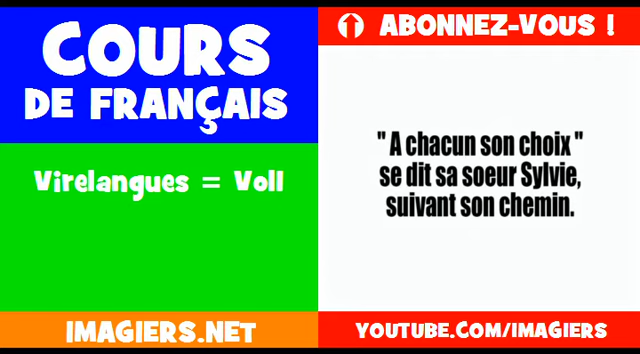 COURS
DE FRANÇAIS
Virelangues = Voll
IMAGIERS.NET
ABONNEZ-VOUS !
" A chacun son choix "
se dit sa soeur Sylvie,
suivant son chemin.
YOUTUBE.COM/IMAGIERS